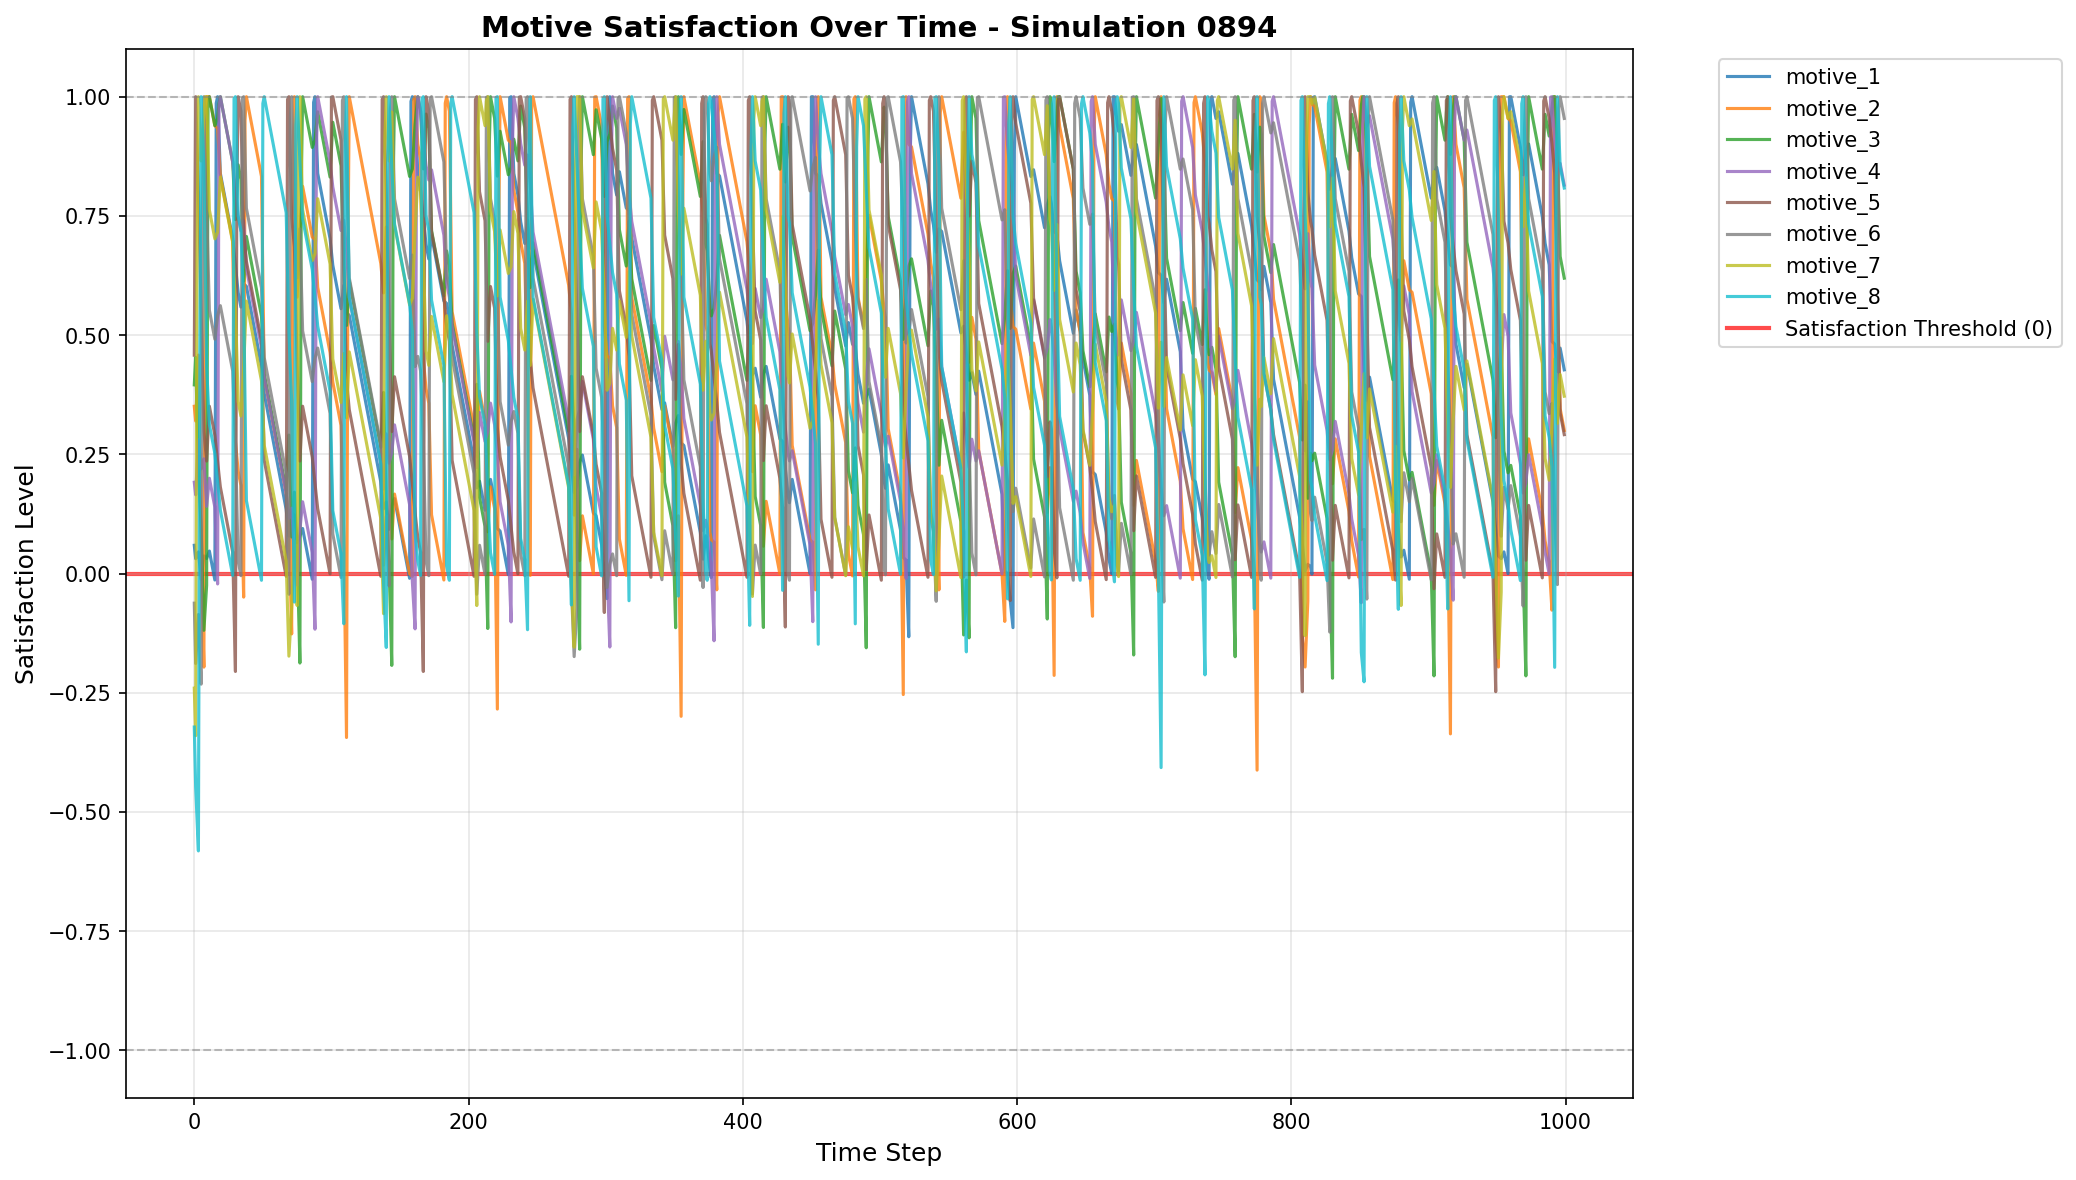 Motive Satisfaction Over Time - Simulation 0894
1.00
0.75
0.50
0.25
0.00
−0.25
−0.50
−0.75
−1.00
Satisfaction Level
0
200
400
600
800
1000
Time Step
motive_1
motive_2
motive_3
motive_4
motive_5
motive_6
motive_7
motive_8
Satisfaction Threshold (0)